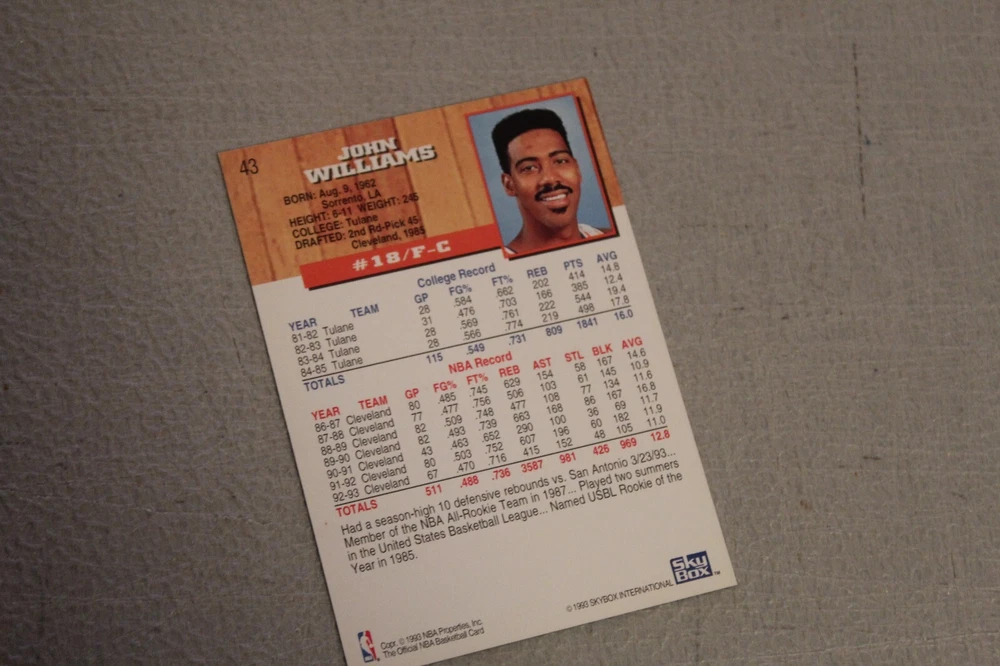 43
JOHN
WILLIAMS
BORN: Aug. 9, 1962
Sorrento, LA
HEIGHT: 6-11 WEIGHT: 245
COLLEGE: Tulane
DRAFTED: 2nd Rd-Pick 45-
Cleveland, 1985
#18/F-C
College Record
YEAR TEAM GP FG% FT% REB PTS AVG
81-82 Tulane 28 .584 .662 202 414 14.8
82-83 Tulane 31 .476 .703 166 385 12.4
83-84 Tulane 28 .569 .761 222 544 19.4
84-85 Tulane 28 .566 .774 219 498 17.8
TOTALS 115 .549 .731 809 1841 16.0
NBA Record
YEAR TEAM GP FG% FT% REB AST STL BLK AVG
86-87 Cleveland 80 .485 .745 629 154 58 167 14.6
87-88 Cleveland 77 .477 .756 506 103 61 145 10.9
88-89 Cleveland 82 .509 .748 477 108 77 134 11.6
89-90 Cleveland 82 .493 .739 663 168 86 167 16.8
90-91 Cleveland 43 .463 .652 290 100 36 69 11.7
91-92 Cleveland 80 .503 .752 607 196 60 182 11.9
92-93 Cleveland 67 .470 .716 415 152 48 105 11.0
TOTALS 511 .488 .736 3587 981 426 969 12.8
Had a season-high 10 defensive rebounds vs. San Antonio 3/23/93...
Member of the NBA All-Rookie Team in 1987... Played two summers
in the United States Basketball League... Named USBL Rookie of the
Year in 1985.
SkyBox™
© 1993 SKYBOX INTERNATIONAL
NBA
Copr. © 1993 NBA Properties, Inc.
The Official NBA Basketball Card